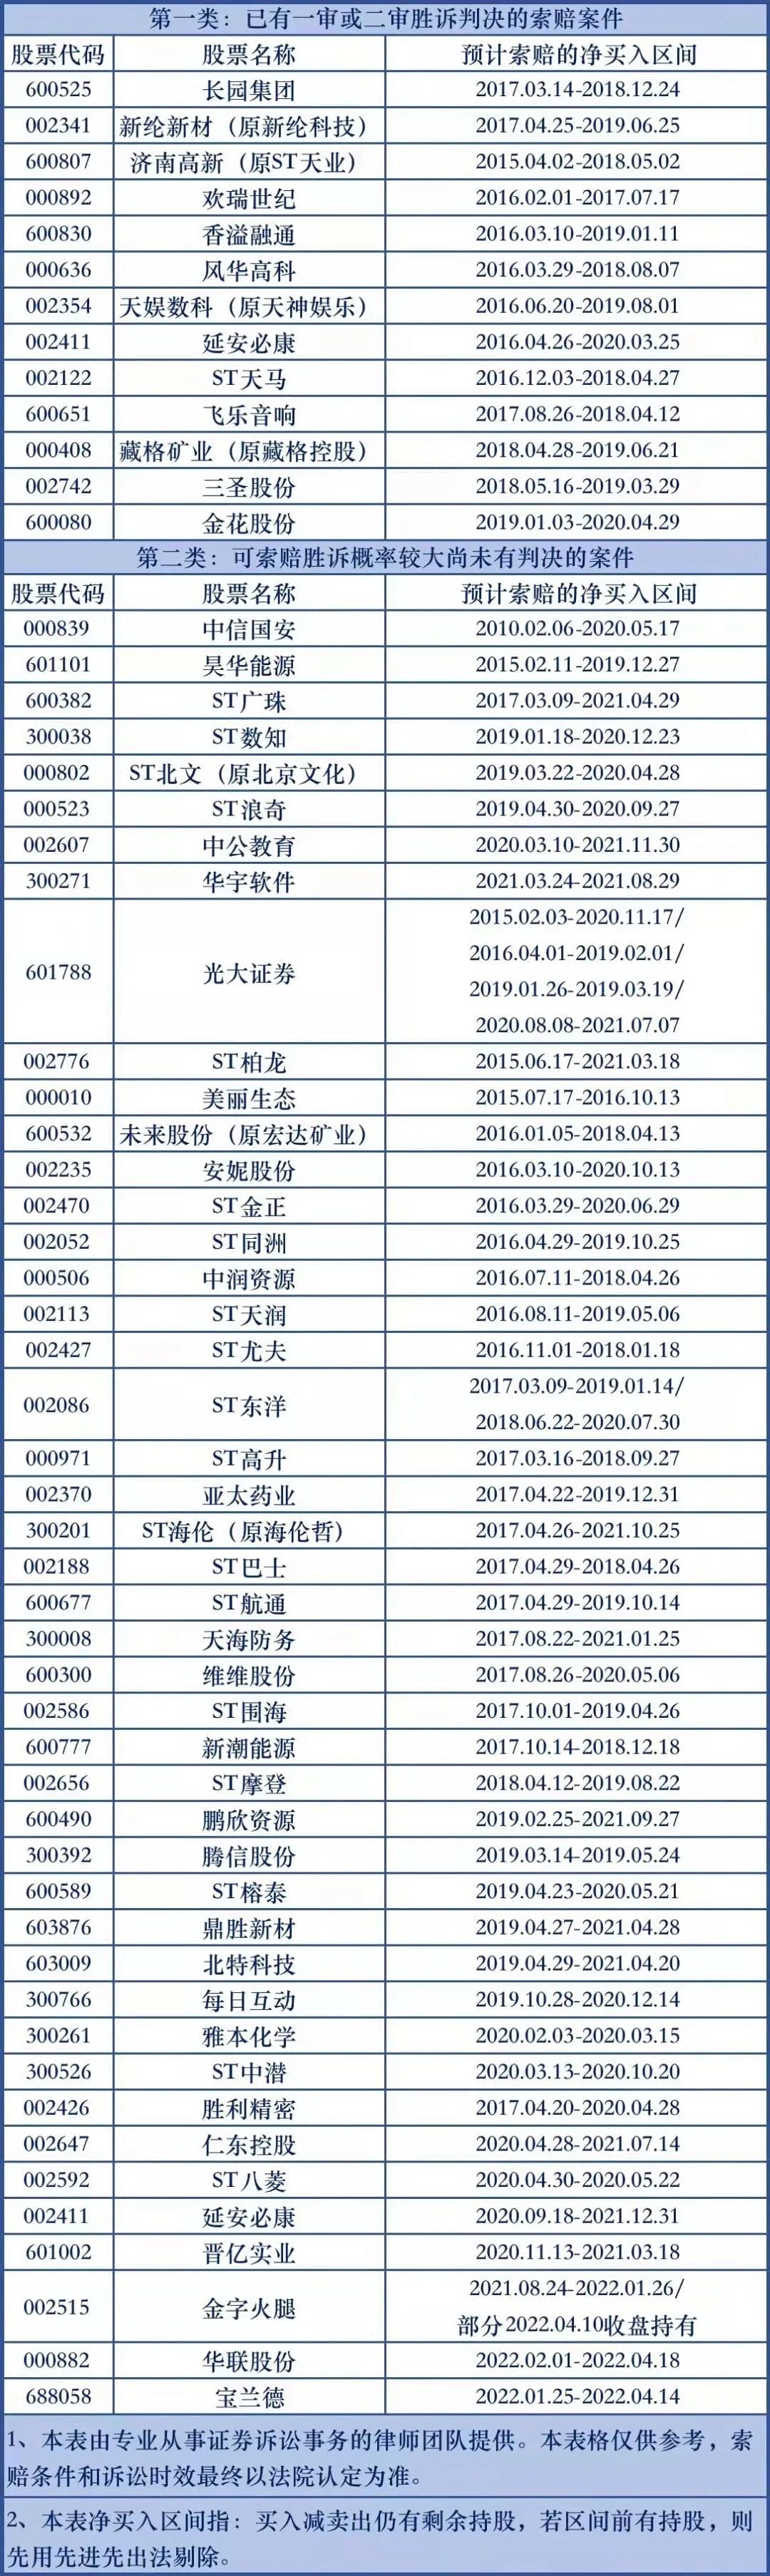 第一类：已有一审或二审胜诉判决的索赔案件
股票代码 股票名称 预计索赔的净买入区间
600525 长园集团 2017.03.14-2018.12.24
002341 新纶新材（原新纶科技） 2017.04.25-2019.06.25
600807 济南高新（原ST天业） 2015.04.02-2018.05.02
000892 欢瑞世纪 2016.02.01-2017.07.17
600830 香溢融通 2016.03.10-2019.01.11
000636 风华高科 2016.03.29-2018.08.07
002354 天娱数科（原天神娱乐） 2016.06.20-2019.08.01
002411 延安必康 2016.04.26-2020.03.25
002122 ST天马 2016.12.03-2018.04.27
600651 飞乐音响 2017.08.26-2018.04.12
000408 藏格矿业（原藏格控股） 2018.04.28-2019.06.21
002742 三圣股份 2018.05.16-2019.03.29
600080 金花股份 2019.01.03-2020.04.29
第二类：可索赔胜诉概率较大尚未有判决的案件
股票代码 股票名称 预计索赔的净买入区间
000839 中信国安 2010.02.06-2020.05.17
601101 昊华能源 2015.02.11-2019.12.27
600382 ST广珠 2017.03.09-2021.04.29
300038 ST数知 2019.01.18-2020.12.23
000802 ST北文（原北京文化） 2019.03.22-2020.04.28
000523 ST浪奇 2019.04.30-2020.09.27
002607 中公教育 2020.03.10-2021.11.30
300271 华宇软件 2021.03.24-2021.08.29
601788 光大证券 2015.02.03-2020.11.17/
2016.04.01-2019.02.01/
2019.01.26-2019.03.19/
2020.08.08-2021.07.07
002776 ST柏龙 2015.06.17-2021.03.18
000010 美丽生态 2015.07.17-2016.10.13
600532 未来股份（原宏达矿业） 2016.01.05-2018.04.13
002235 安妮股份 2016.03.10-2020.10.13
002470 ST金正 2016.03.29-2020.06.29
002052 ST同洲 2016.04.29-2019.10.25
000506 中润资源 2016.07.11-2018.04.26
002113 ST天润 2016.08.11-2019.05.06
002427 ST尤夫 2016.11.01-2018.01.18
002086 ST东洋 2017.03.09-2019.01.14/
2018.06.22-2020.07.30
000971 ST高升 2017.03.16-2018.09.27
002370 亚太药业 2017.04.22-2019.12.31
300201 ST海伦（原海伦哲） 2017.04.26-2021.10.25
002188 ST巴士 2017.04.29-2018.04.26
600677 ST航通 2017.04.29-2019.10.14
300008 天海防务 2017.08.22-2021.01.25
600300 维维股份 2017.08.26-2020.05.06
002586 ST围海 2017.10.01-2019.04.26
600777 新潮能源 2017.10.14-2018.12.18
002656 ST摩登 2018.04.12-2019.08.22
600490 鹏欣资源 2019.02.25-2021.09.27
300392 腾信股份 2019.03.14-2019.05.24
600589 ST榕泰 2019.04.23-2020.05.21
603876 鼎胜新材 2019.04.27-2021.04.28
603009 北特科技 2019.04.29-2021.04.20
300766 每日互动 2019.10.28-2020.12.14
300261 雅本化学 2020.02.03-2020.03.15
300526 ST中潜 2020.03.13-2020.10.20
002426 胜利精密 2017.04.20-2020.04.28
002647 仁东控股 2020.04.28-2021.07.14
002592 ST八菱 2020.04.30-2020.05.22
002411 延安必康 2020.09.18-2021.12.31
601002 晋亿实业 2020.11.13-2021.03.18
002515 金字火腿 2021.08.24-2022.01.26/
部分2022.04.10收盘持有
000882 华联股份 2022.02.01-2022.04.18
688058 宝兰德 2022.01.25-2022.04.14
1、本表由专业从事证券诉讼事务的律师团队提供。本表格仅供参考，索
赔条件和诉讼时效最终以法院认定为准。
2、本表净买入区间指：买入减卖出仍有剩余持股，若区间前有持股，则
先用先进先出法剔除。